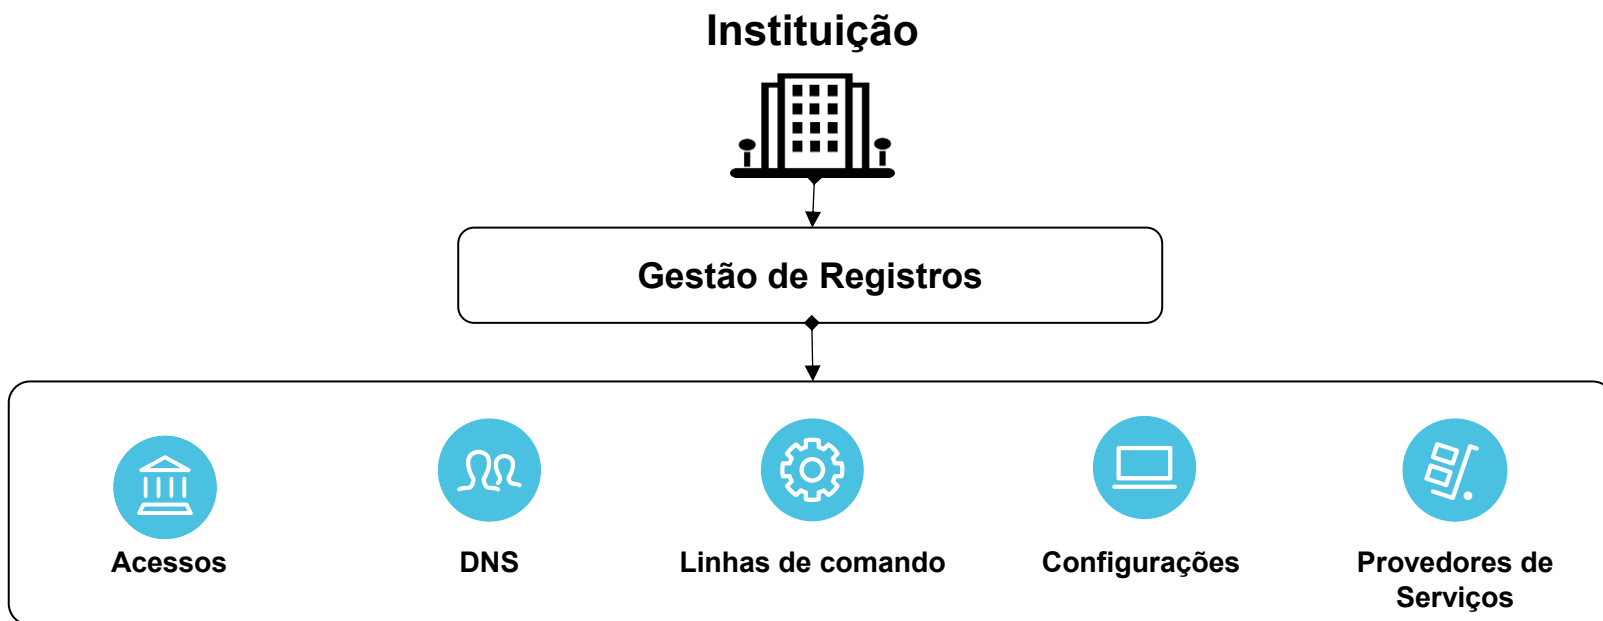 Instituição
Gestão de Registros
Acessos
DNS
Linhas de comando
Configurações
Provedores de
Serviços